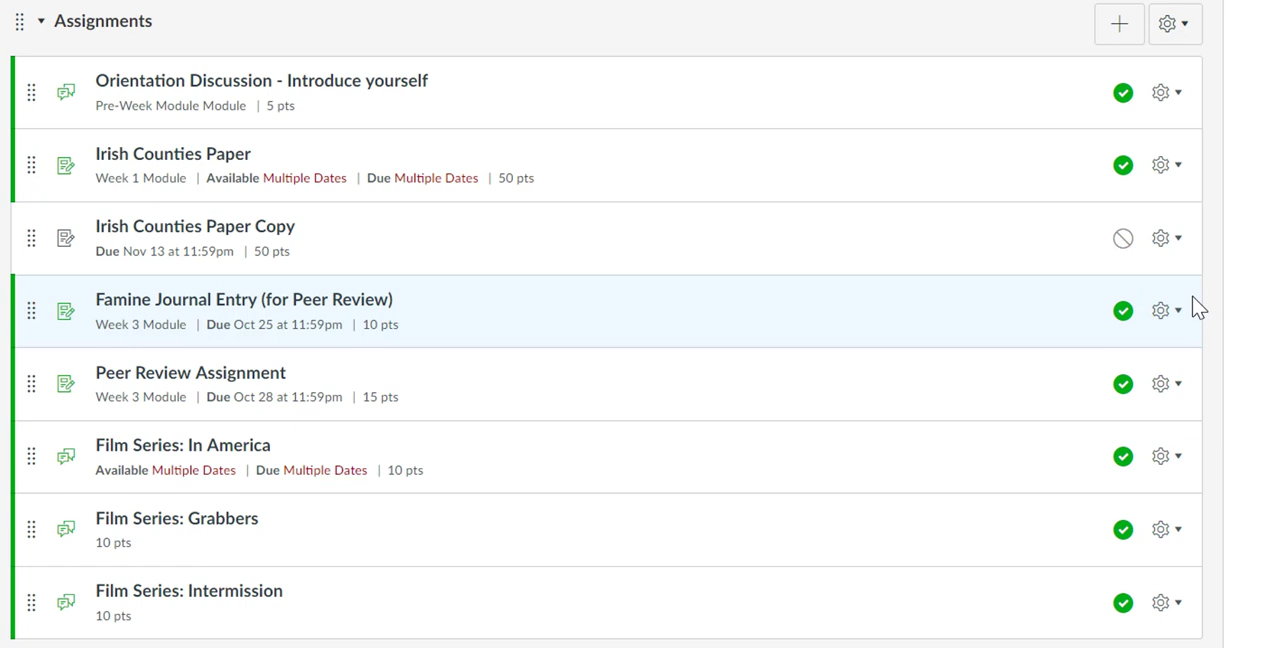 Assignments
Orientation Discussion - Introduce yourself
Pre-Week Module Module | 5 pts
Irish Counties Paper
Week 1 Module | Available Multiple Dates | Due Multiple Dates | 50 pts
Irish Counties Paper Copy
Due Nov 13 at 11:59pm | 50 pts
Famine Journal Entry (for Peer Review)
Week 3 Module | Due Oct 25 at 11:59pm | 10 pts
Peer Review Assignment
Week 3 Module | Due Oct 28 at 11:59pm | 15 pts
Film Series: In America
Available Multiple Dates | Due Multiple Dates | 10 pts
Film Series: Grabbers
10 pts
Film Series: Intermission
10 pts